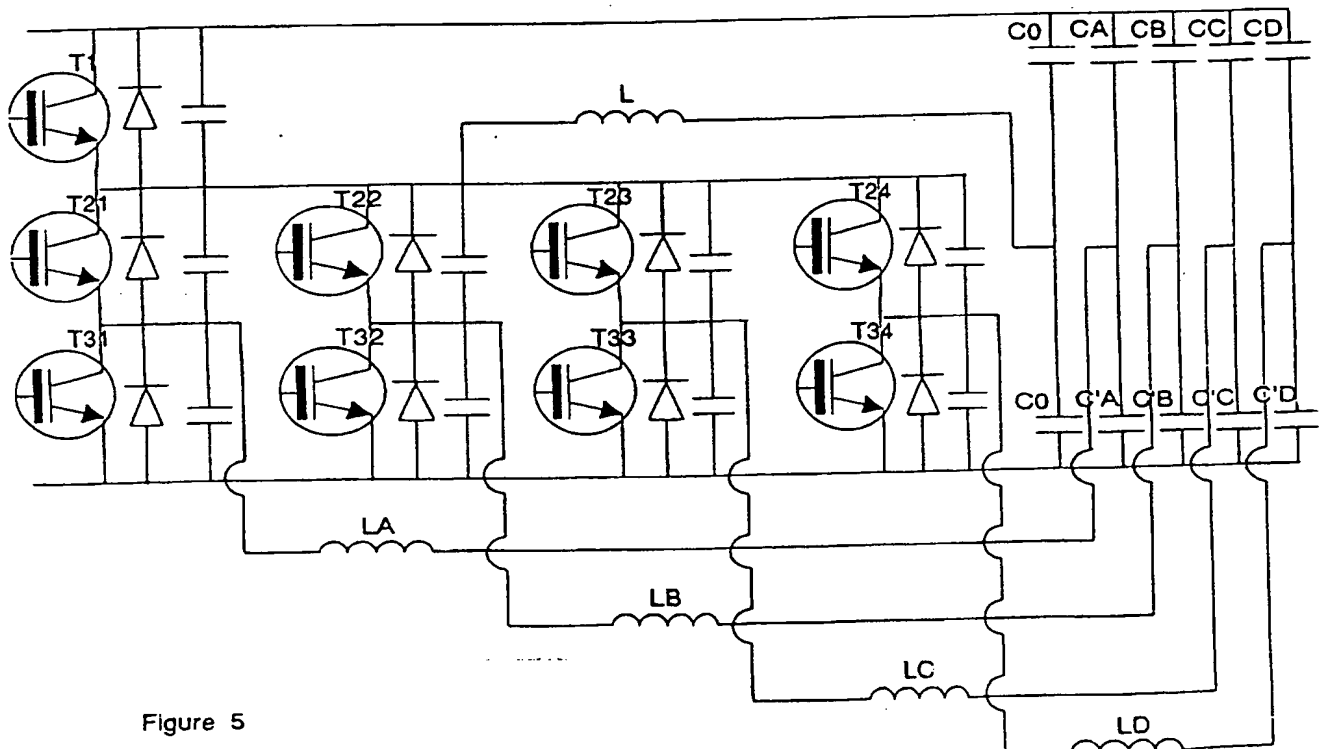 C0 CA CB CC CD
T1
L
T21 T22 T23 T24
T31 T32 T33 T34
C0 C'A C'B C'C C'D
LA
LB
LC
LD
Figure 5